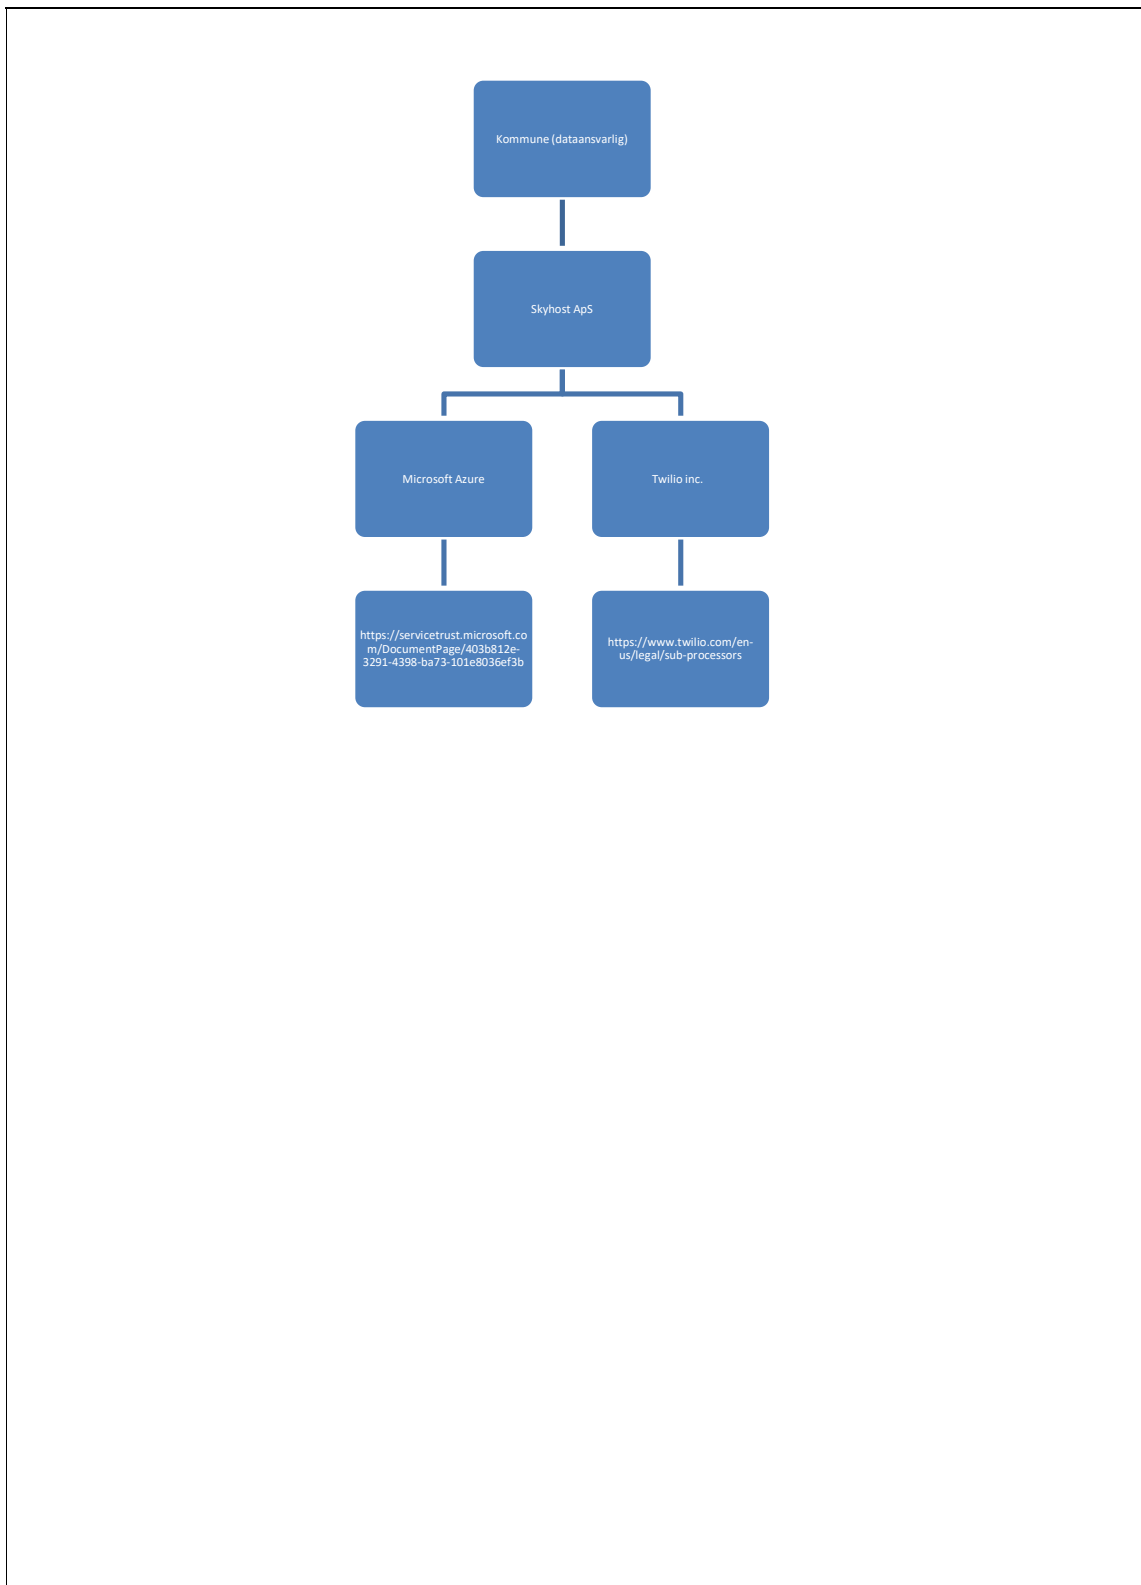 Kommune (dataansvarlig)
Skyhost ApS
Microsoft Azure
Twilio inc.
https://servicetrust.microsoft.co
m/DocumentPage/403b812e-
3291-4398-ba73-101e8036ef3b
https://www.twilio.com/en-
us/legal/sub-processors